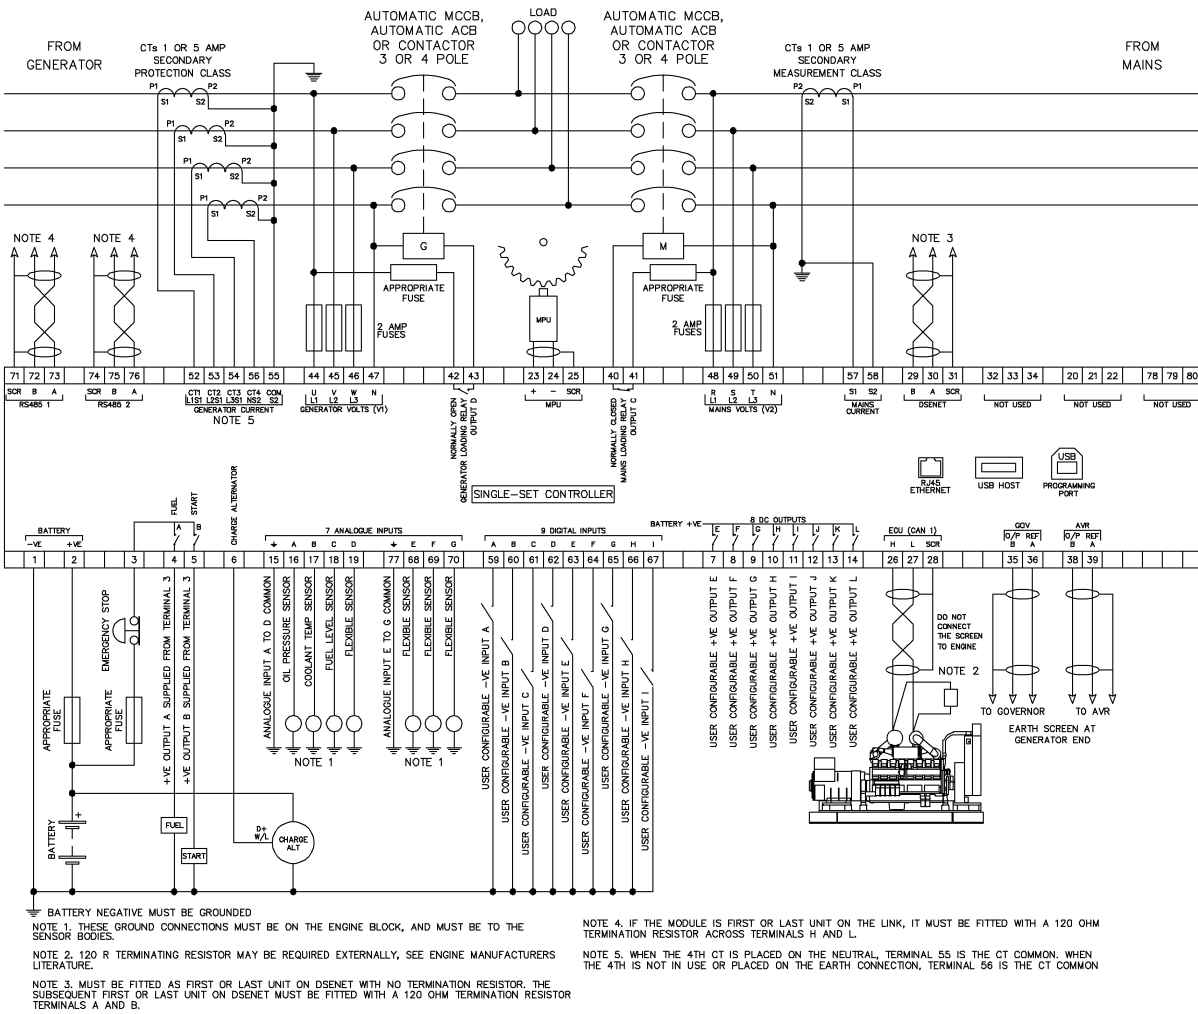 FROM
GENERATOR
CTs 1 OR 5 AMP
SECONDARY
PROTECTION CLASS
AUTOMATIC MCCB,
AUTOMATIC ACB
OR CONTACTOR
3 OR 4 POLE
LOAD
AUTOMATIC MCCB,
AUTOMATIC ACB
OR CONTACTOR
3 OR 4 POLE
CTs 1 OR 5 AMP
SECONDARY
MEASUREMENT CLASS
FROM
MAINS
P1 P2
S1 S2
P1 P2
S1 S2
P1 P2
S1 S2
P1 P2
S1 S2
P2 P1
S2 S1
NOTE 4
NOTE 4
G
APPROPRIATE
FUSE
2 AMP
FUSES
MPU
M
APPROPRIATE
FUSE
2 AMP
FUSES
NOTE 3
71 72 73 74 75 76 52 53 54 56 55 44 45 46 47 42 43 23 24 25 40 41 48 49 50 51 57 58 29 30 31 32 33 34 20 21 22 78 79 80
SCR B A
RS485 1
SCR B A
RS485 2
CT1 CT2 CT3 CT4 COM
L1S1 L2S1 L3S1 NS2 S2
GENERATOR CURRENT
NOTE 5
U V W N
L1 L2 L3
GENERATOR VOLTS (V1)
NORMALLY OPEN
GENERATOR LOADING RELAY
OUTPUT D
+ - SCR
MPU
NORMALLY CLOSED
MAINS LOADING RELAY
OUTPUT C
R S T N
L1 L2 L3
MAINS VOLTS (V2)
S1 S2
MAINS
CURRENT
B A SCR
DSENET
NOT USED
NOT USED
NOT USED
SINGLE-SET CONTROLLER
RJ45
ETHERNET
USB HOST
USB
PROGRAMMING
PORT
BATTERY
-VE +VE
FUEL
START
A B
CHARGE ALTERNATOR
7 ANALOGUE INPUTS
A B C D E F G
9 DIGITAL INPUTS
A B C D E F G H I
BATTERY +VE
8 DC OUTPUTS
E F G H I J K L
ECU (CAN 1)
H L SCR
GOV
O/P REF
B A
AVR
O/P REF
B A
1 2 3 4 5 6 15 16 17 18 19 77 68 69 70 59 60 61 62 63 64 65 66 67 7 8 9 10 11 12 13 14 26 27 28 35 36 38 39
EMERGENCY STOP
APPROPRIATE
FUSE
APPROPRIATE
FUSE
+VE OUTPUT A SUPPLIED FROM TERMINAL 3
+VE OUTPUT B SUPPLIED FROM TERMINAL 3
ANALOGUE INPUT A TO D COMMON
OIL PRESSURE SENSOR
COOLANT TEMP SENSOR
FUEL LEVEL SENSOR
FLEXIBLE SENSOR
ANALOGUE INPUT E TO G COMMON
FLEXIBLE SENSOR
FLEXIBLE SENSOR
FLEXIBLE SENSOR
NOTE 1
NOTE 1
USER CONFIGURABLE -VE INPUT A
USER CONFIGURABLE -VE INPUT B
USER CONFIGURABLE -VE INPUT C
USER CONFIGURABLE -VE INPUT D
USER CONFIGURABLE -VE INPUT E
USER CONFIGURABLE -VE INPUT F
USER CONFIGURABLE -VE INPUT G
USER CONFIGURABLE -VE INPUT H
USER CONFIGURABLE -VE INPUT I
USER CONFIGURABLE +VE OUTPUT E
USER CONFIGURABLE +VE OUTPUT F
USER CONFIGURABLE +VE OUTPUT G
USER CONFIGURABLE +VE OUTPUT H
USER CONFIGURABLE +VE OUTPUT I
USER CONFIGURABLE +VE OUTPUT J
USER CONFIGURABLE +VE OUTPUT K
USER CONFIGURABLE +VE OUTPUT L
DO NOT
CONNECT
THE SCREEN
TO ENGINE
NOTE 2
TO GOVERNOR
TO AVR
EARTH SCREEN AT
GENERATOR END
BATTERY
+
FUEL
START
D+
W/L
CHARGE
ALT
BATTERY NEGATIVE MUST BE GROUNDED
NOTE 1. THESE GROUND CONNECTIONS MUST BE ON THE ENGINE BLOCK, AND MUST BE TO THE
SENSOR BODIES.
NOTE 2. 120 R TERMINATING RESISTOR MAY BE REQUIRED EXTERNALLY, SEE ENGINE MANUFACTURERS
LITERATURE.
NOTE 3. MUST BE FITTED AS FIRST OR LAST UNIT ON DSENET WITH NO TERMINATION RESISTOR. THE
SUBSEQUENT FIRST OR LAST UNIT ON DSENET MUST BE FITTED WITH A 120 OHM TERMINATION RESISTOR
TERMINALS A AND B.
NOTE 4. IF THE MODULE IS FIRST OR LAST UNIT ON THE LINK, IT MUST BE FITTED WITH A 120 OHM
TERMINATION RESISTOR ACROSS TERMINALS H AND L.
NOTE 5. WHEN THE 4TH CT IS PLACED ON THE NEUTRAL, TERMINAL 55 IS THE CT COMMON. WHEN
THE 4TH IS NOT IN USE OR PLACED ON THE EARTH CONNECTION, TERMINAL 56 IS THE CT COMMON